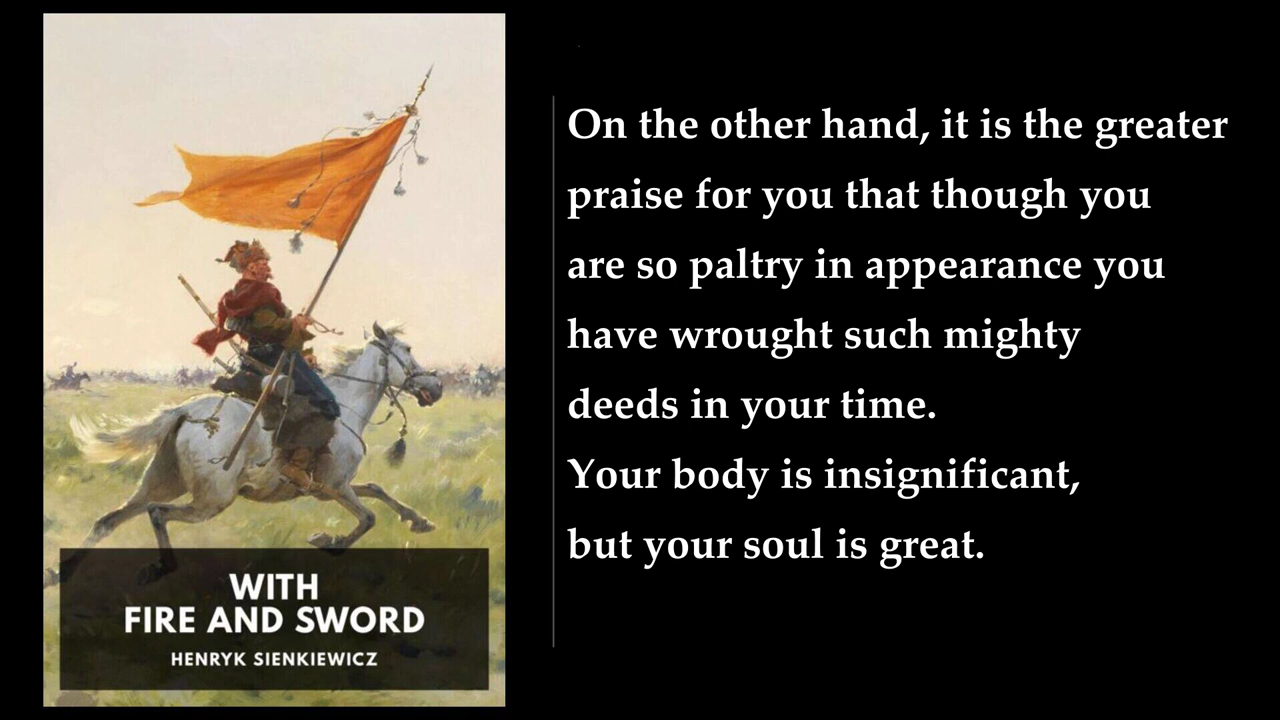 On the other hand, it is the greater
praise for you that though you
are so paltry in appearance you
have wrought such mighty
deeds in your time.
Your body is insignificant,
but your soul is great.
WITH
FIRE AND SWORD
HENRYK SIENKIEWICZ